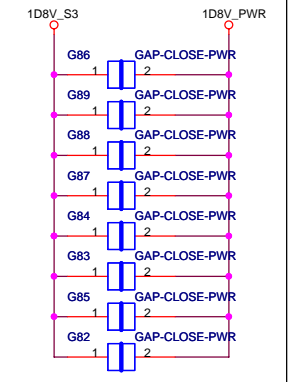 1D8V_S3 1D8V_PWR
G86 GAP-CLOSE-PWR
1 2
G89 GAP-CLOSE-PWR
1 2
G88 GAP-CLOSE-PWR
1 2
G87 GAP-CLOSE-PWR
1 2
G84 GAP-CLOSE-PWR
1 2
G83 GAP-CLOSE-PWR
1 2
G85 GAP-CLOSE-PWR
1 2
G82 GAP-CLOSE-PWR
1 2